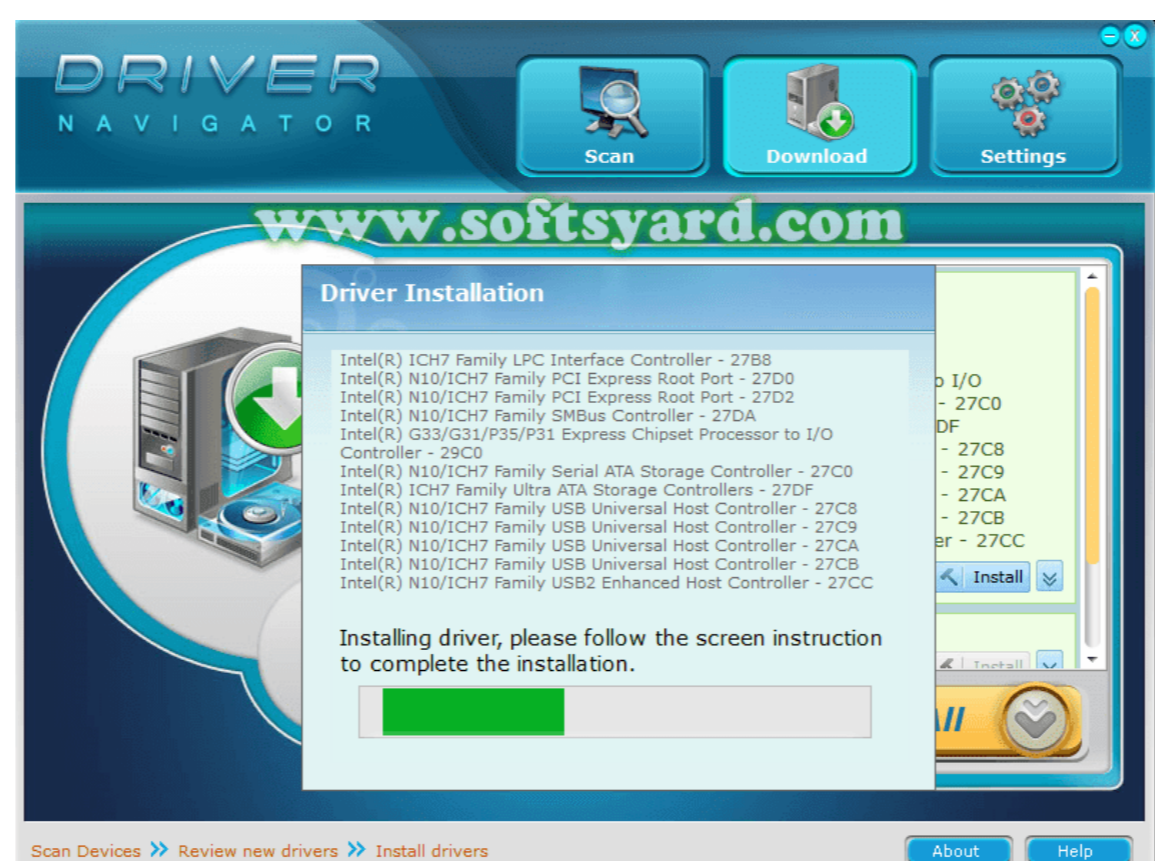 DRIVER
NAVIGATOR
Scan
Download
Settings
www.softsyard.com
Driver Installation
Intel(R) ICH7 Family LPC Interface Controller - 27B8
Intel(R) N10/ICH7 Family PCI Express Root Port - 27D0
Intel(R) N10/ICH7 Family PCI Express Root Port - 27D2
Intel(R) N10/ICH7 Family SMBus Controller - 27DA
Intel(R) G33/G31/P35/P31 Express Chipset Processor to I/O
Controller - 29C0
Intel(R) N10/ICH7 Family Serial ATA Storage Controller - 27C0
Intel(R) ICH7 Family Ultra ATA Storage Controllers - 27DF
Intel(R) N10/ICH7 Family USB Universal Host Controller - 27C8
Intel(R) N10/ICH7 Family USB Universal Host Controller - 27C9
Intel(R) N10/ICH7 Family USB Universal Host Controller - 27CA
Intel(R) N10/ICH7 Family USB Universal Host Controller - 27CB
Intel(R) N10/ICH7 Family USB2 Enhanced Host Controller - 27CC
Installing driver, please follow the screen instruction
to complete the installation.
o I/O
- 27C0
DF
- 27C8
- 27C9
- 27CA
- 27CB
er - 27CC
Install
Install
All
Scan Devices >> Review new drivers >> Install drivers
About
Help